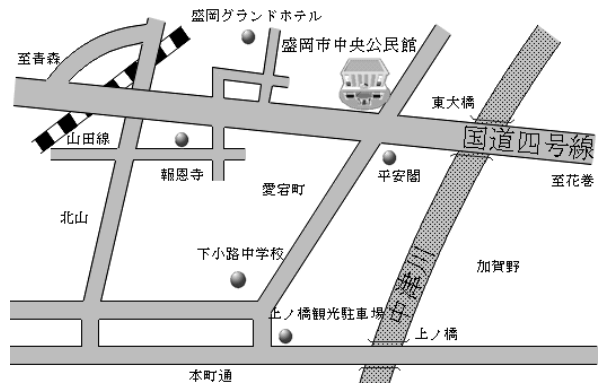 盛岡グランドホテル
盛岡市中央公民館
至青森
東大橋
山田線
国道四号線
報恩寺
愛宕町
平安閣
至花巻
北山
下小路中学校
加賀野
中津川
上ノ橋観光駐車場
上ノ橋
本町通